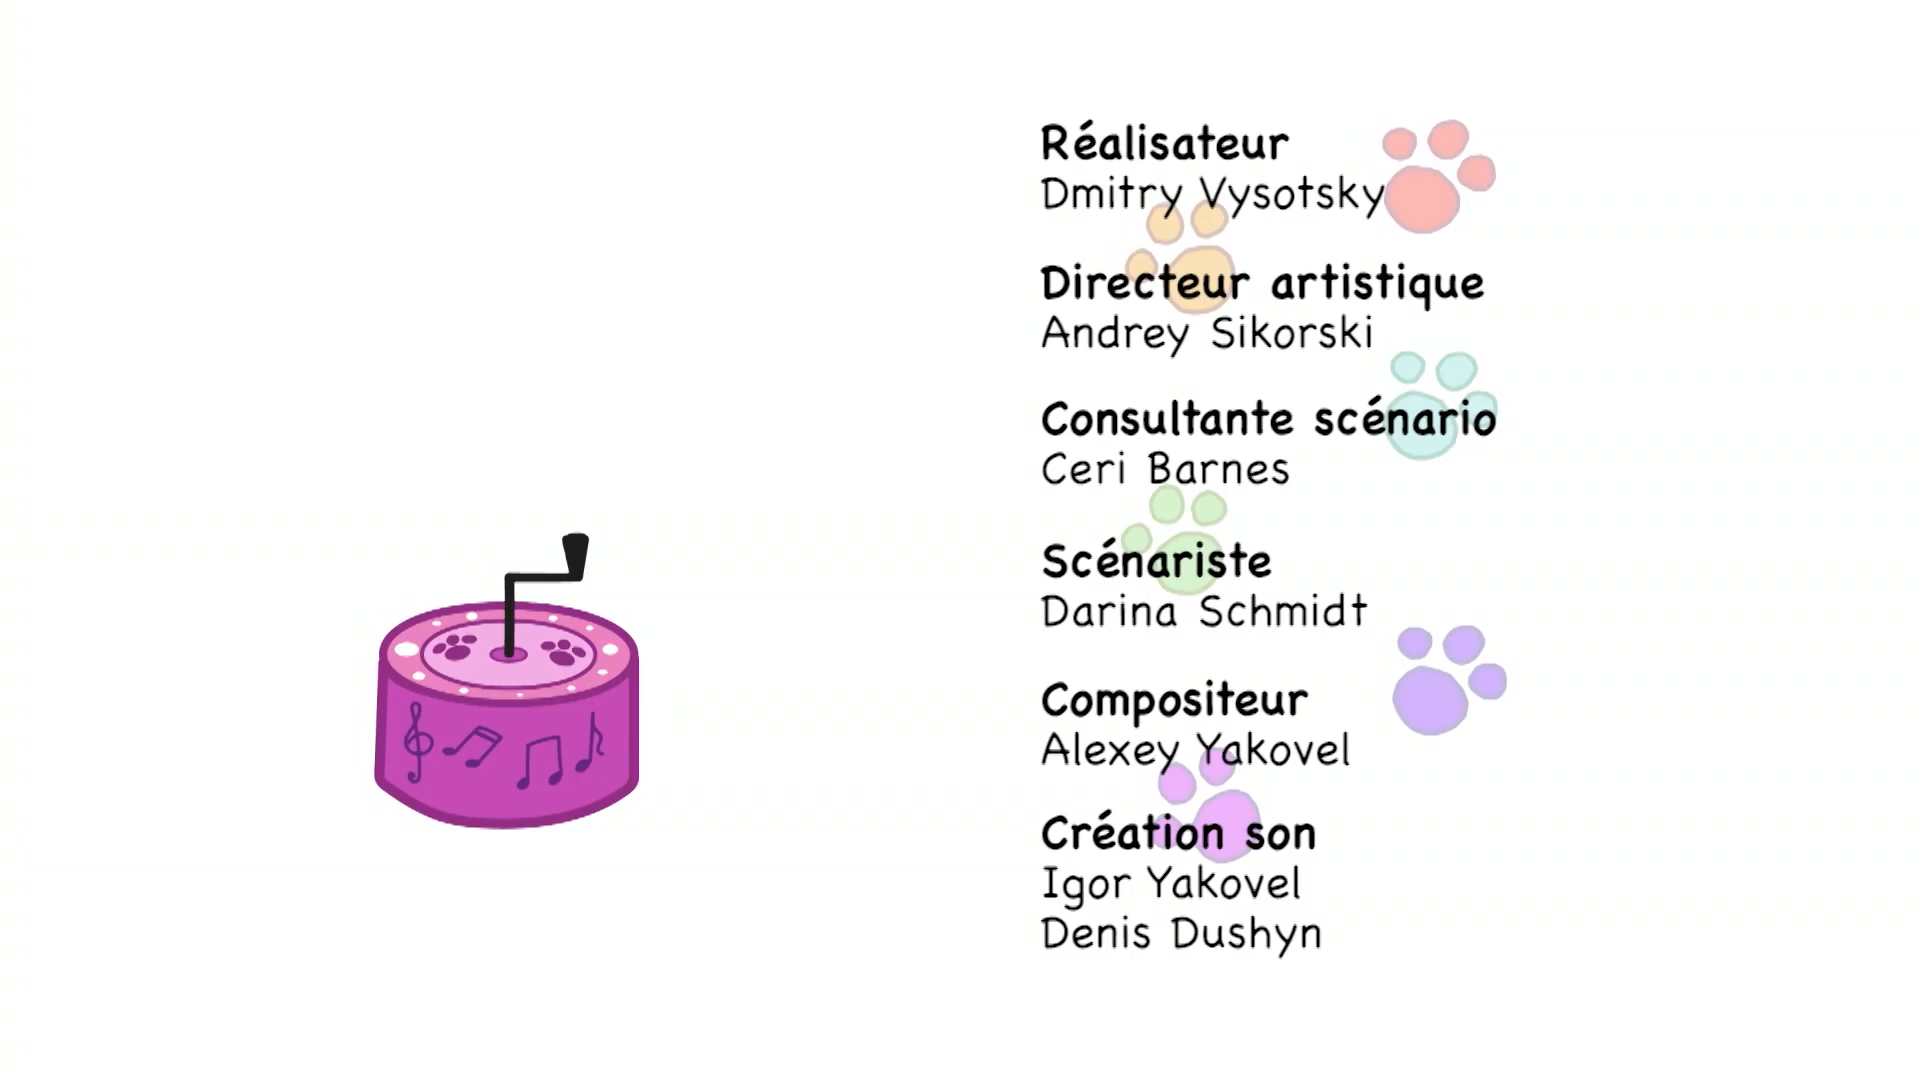 Réalisateur
Dmitry Vysotsky
Directeur artistique
Andrey Sikorski
Consultante scénario
Ceri Barnes
Scénariste
Darina Schmidt
Compositeur
Alexey Yakovel
Création son
Igor Yakovel
Denis Dushyn